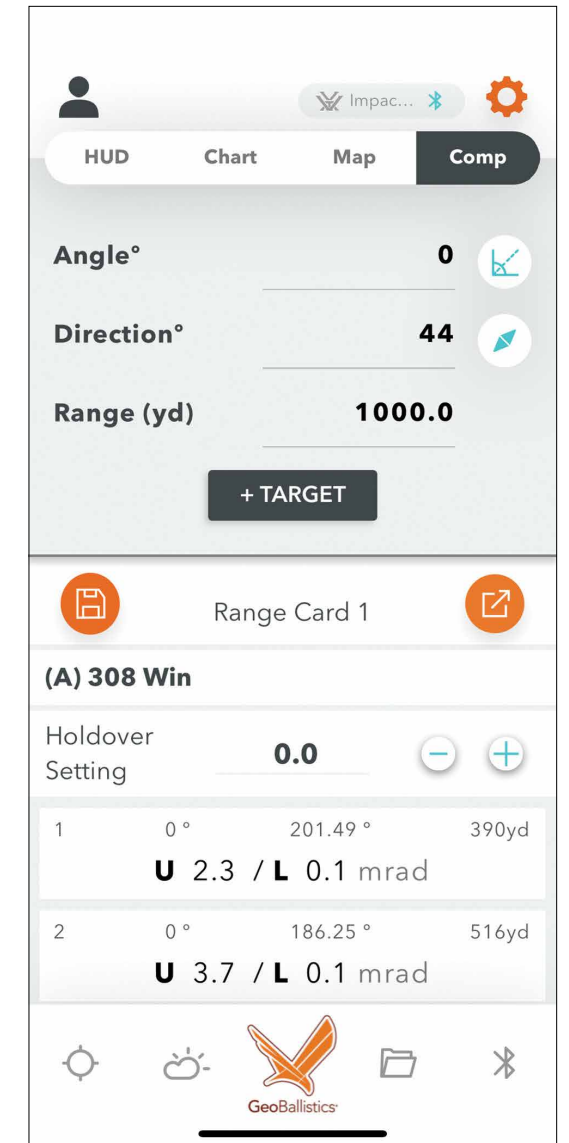 Impac...
HUD Chart Map Comp
Angle° 0
Direction° 44
Range (yd) 1000.0
+ TARGET
Range Card 1
(A) 308 Win
Holdover
Setting
0.0
1 0 ° 201.49 ° 390yd
U 2.3 / L 0.1 mrad
2 0 ° 186.25 ° 516yd
U 3.7 / L 0.1 mrad
GeoBallistics